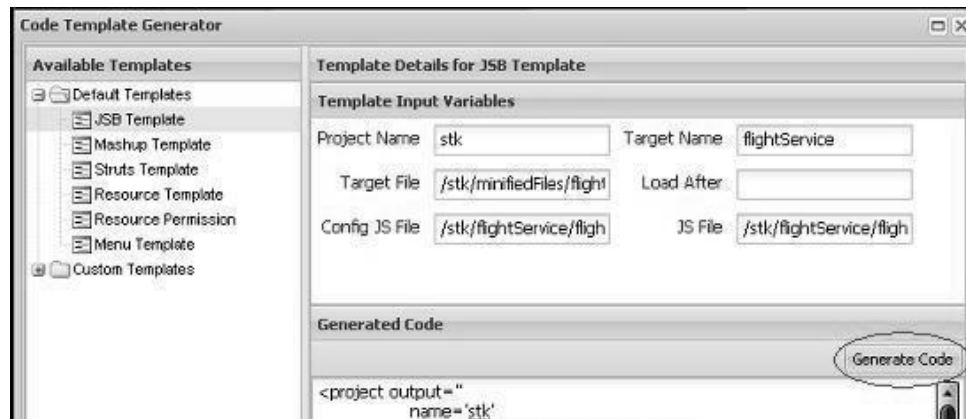 Code Template Generator
Available Templates
Default Templates
JSB Template
Mashup Template
Struts Template
Resource Template
Resource Permission
Menu Template
Custom Templates
Template Details for JSB Template
Template Input Variables
Project Name stk Target Name flightService
Target File /stk/minifiedFiles/flight Load After
Config JS File /stk/flightService/fligh JS File /stk/flightService/fligh
Generated Code
Generate Code
<project output="
name='stk'